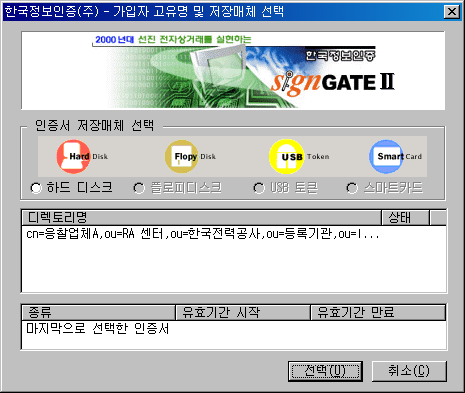 한국정보인증(주) - 가입자 고유명 및 저장매체 선택
2000년대 선진 전자상거래를 실현하는
한국정보인증
signGATE II
인증서 저장매체 선택
Hard Disk
Flopy Disk
USB Token
Smart Card
하드 디스크
플로피디스크
USB 토큰
스마트카드
디렉토리명 상태
cn=응찰업체A,ou=RA 센터,ou=한국전력공사,ou=등록기관,ou=l...
종류 유효기간 시작 유효기간 만료
마지막으로 선택한 인증서
선택(U) 취소(C)